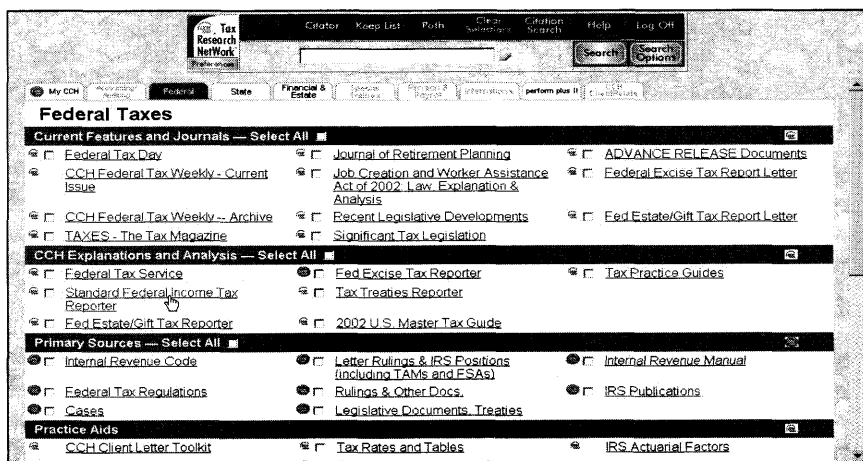 Tax Research NetWork
Preferences
Citator Keep List Path Clear Selections Citation Search Help Log Off
Search Search Options
My CCH Federal State Financial & Estate perform plus II
Federal Taxes
Current Features and Journals — Select All
Federal Tax Day Journal of Retirement Planning ADVANCE RELEASE Documents
CCH Federal Tax Weekly - Current Issue Job Creation and Worker Assistance Act of 2002: Law, Explanation & Analysis Federal Excise Tax Report Letter
CCH Federal Tax Weekly -- Archive Recent Legislative Developments Fed Estate/Gift Tax Report Letter
TAXES - The Tax Magazine Significant Tax Legislation
CCH Explanations and Analysis — Select All
Federal Tax Service Fed Excise Tax Reporter Tax Practice Guides
Standard Federal Income Tax Reporter Tax Treaties Reporter
Fed Estate/Gift Tax Reporter 2002 U.S. Master Tax Guide
Primary Sources — Select All
Internal Revenue Code Letter Rulings & IRS Positions (including TAMs and FSAs) Internal Revenue Manual
Federal Tax Regulations Rulings & Other Docs. IRS Publications
Cases Legislative Documents, Treaties
Practice Aids
CCH Client Letter Toolkit Tax Rates and Tables IRS Actuarial Factors